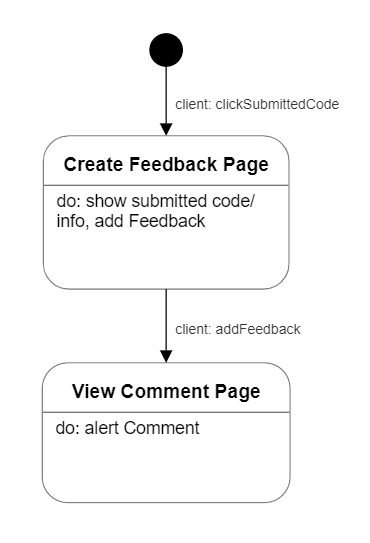 client: clickSubmittedCode
Create Feedback Page
do: show submitted code/
info, add Feedback
client: addFeedback
View Comment Page
do: alert Comment